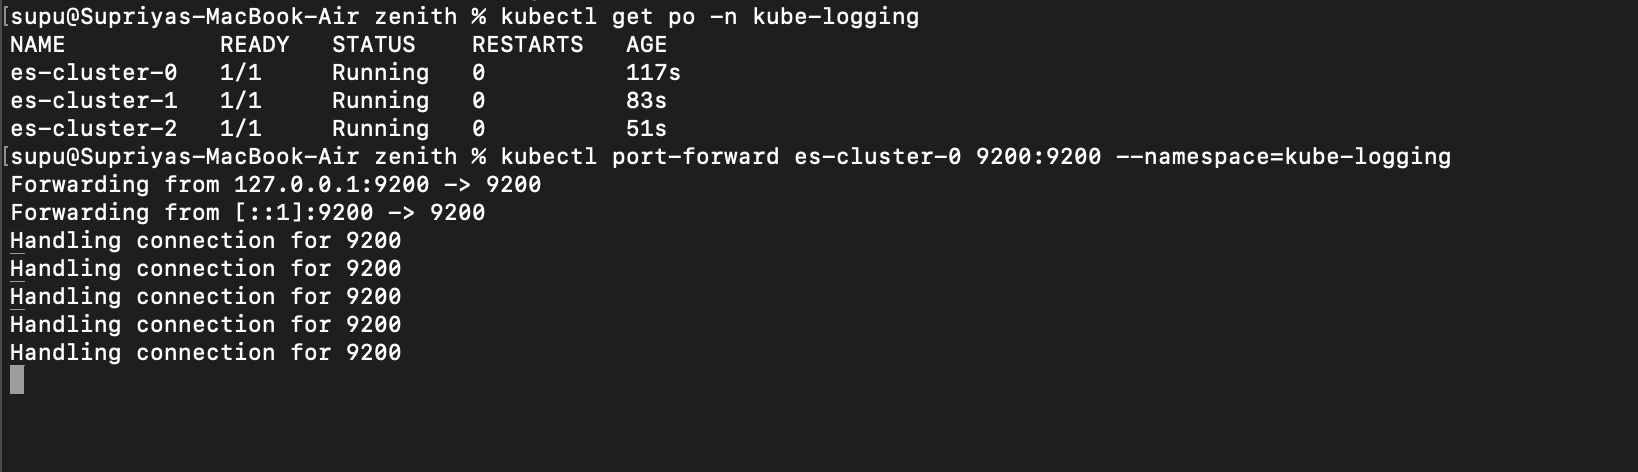 [supu@Supriyas-MacBook-Air zenith % kubectl get po -n kube-logging
NAME           READY   STATUS    RESTARTS   AGE
es-cluster-0   1/1     Running   0          117s
es-cluster-1   1/1     Running   0          83s
es-cluster-2   1/1     Running   0          51s
[supu@Supriyas-MacBook-Air zenith % kubectl port-forward es-cluster-0 9200:9200 --namespace=kube-logging
Forwarding from 127.0.0.1:9200 -> 9200
Forwarding from [::1]:9200 -> 9200
Handling connection for 9200
Handling connection for 9200
Handling connection for 9200
Handling connection for 9200
Handling connection for 9200